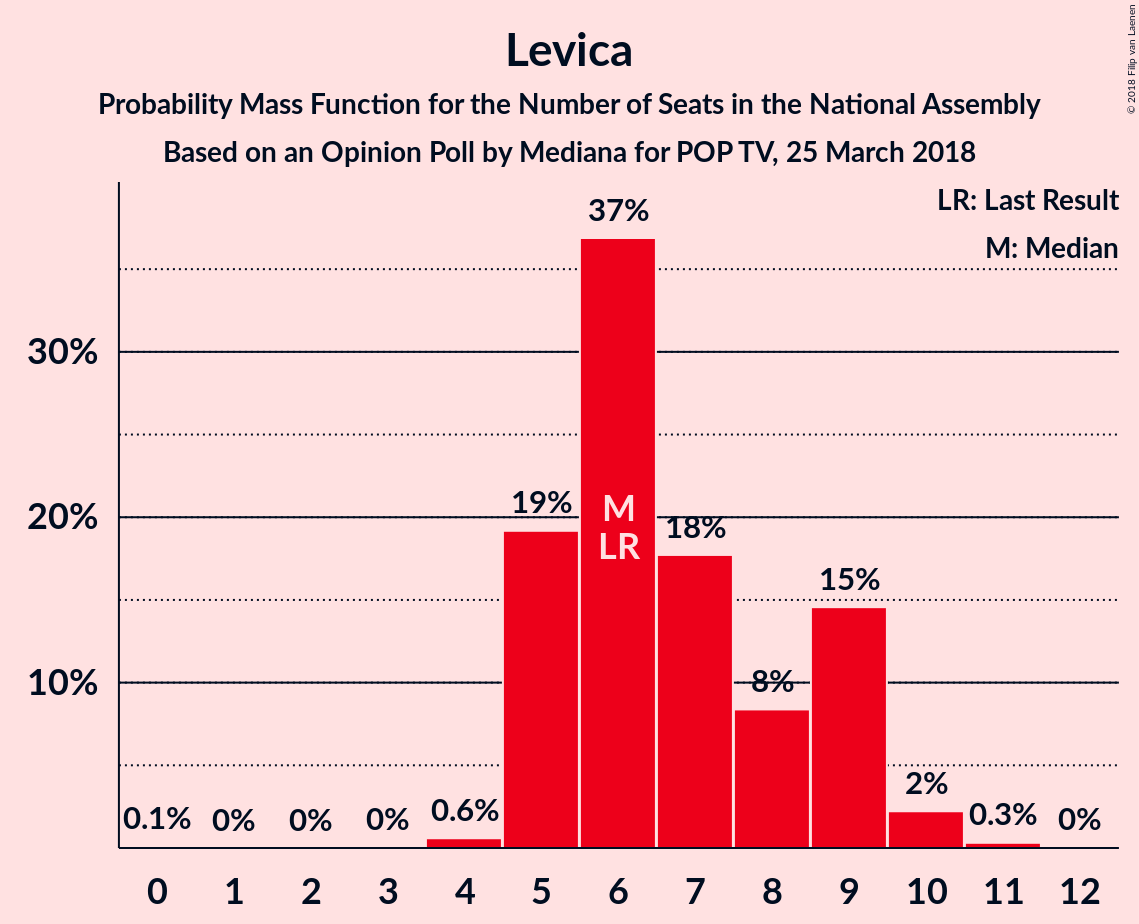 Levica
Probability Mass Function for the Number of Seats in the National Assembly
Based on an Opinion Poll by Mediana for POP TV, 25 March 2018
© 2018 Filip van Laenen
LR: Last Result
M: Median
37%
30%
20%
10%
19%
18%
15%
8%
2%
0.1%
0%
0%
0%
0.6%
0.3%
0%
M
LR
0 1 2 3 4 5 6 7 8 9 10 11 12